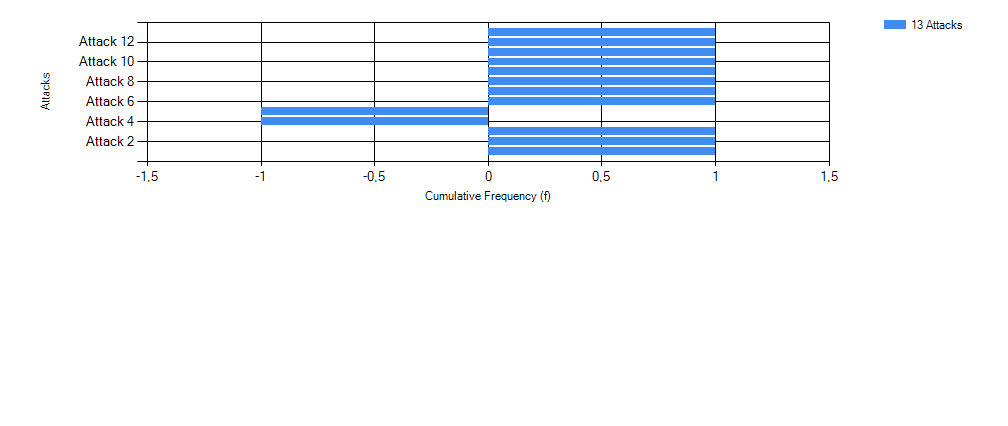 13 Attacks
Attack 12
Attack 10
Attack 8
Attack 6
Attack 4
Attack 2
Attacks
-1,5 -1 -0,5 0 0,5 1 1,5
Cumulative Frequency (f)